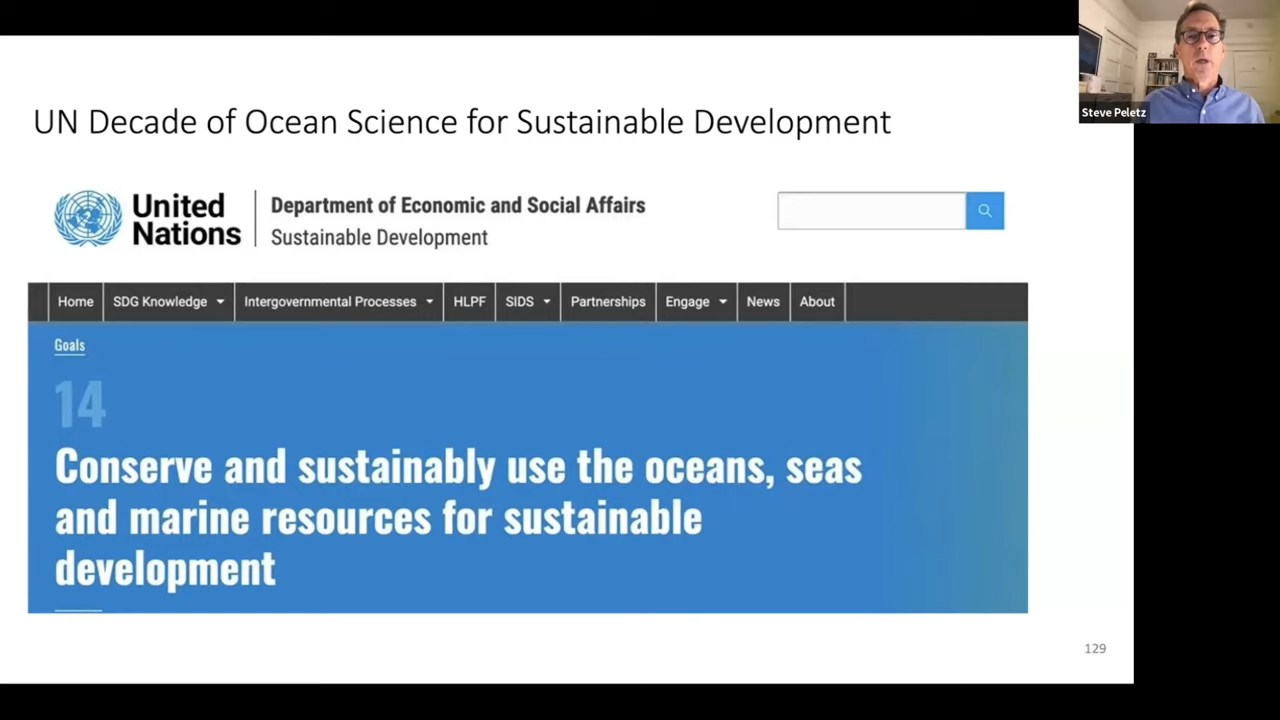 Steve Peletz
UN Decade of Ocean Science for Sustainable Development
United
Nations
Department of Economic and Social Affairs
Sustainable Development
Home SDG Knowledge Intergovernmental Processes HLPF SIDS Partnerships Engage News About
Goals
14
Conserve and sustainably use the oceans, seas
and marine resources for sustainable
development
129